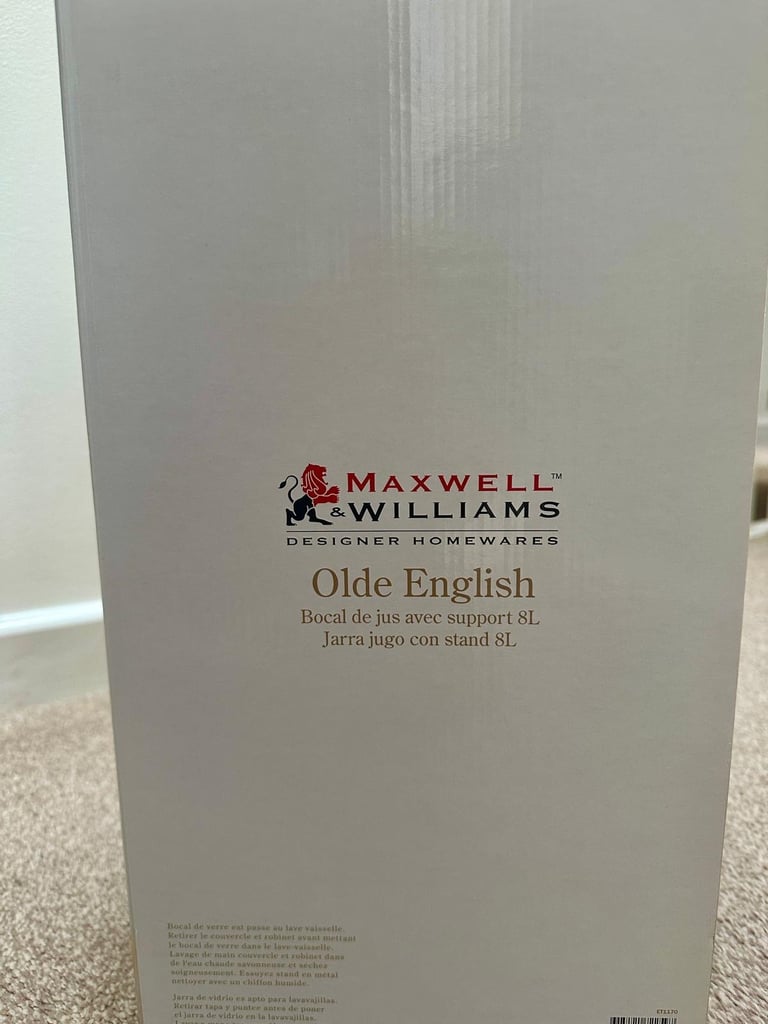 MAXWELL™
& WILLIAMS
DESIGNER HOMEWARES
Olde English
Bocal de jus avec support 8L
Jarra jugo con stand 8L
Bocal de verre est passe au lave vaisselle.
Retirer le couvercle et robinet avant mettant
le bocal de verre dans le lave-vaisselle.
Lavage de main couvercle et robinet dans
de l'eau chaude savonneuse et séchez
soigneusement. Essuyez stand en métal
nettoyer avec un chiffon humide.
Jarra de vidrio es apto para lavavajillas.
Retirar tapa y puntee antes de poner
el jarra de vidrio en la lavavajillas.
ET1170